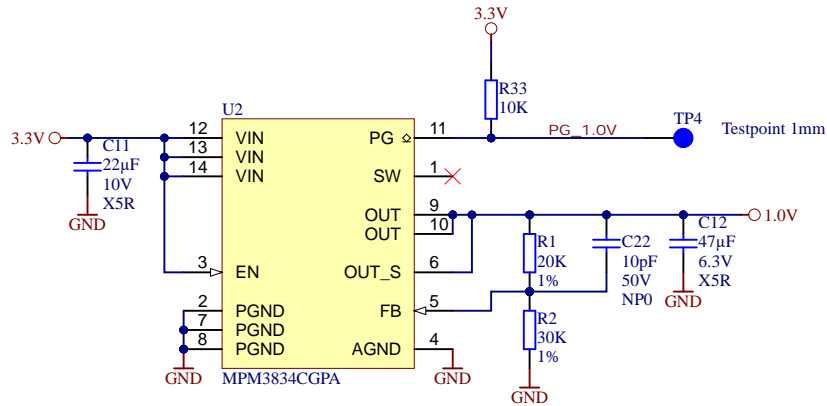 3.3V
R33
10K
U2
TP4
Testpoint 1mm
PG_1.0V
3.3V
C11
22µF
10V
X5R
GND
12 VIN
13 VIN
14 VIN
3 EN
2 PGND
7 PGND
8 PGND
GND
PG 11
SW 1
OUT 9
OUT 10
OUT_S 6
FB 5
AGND 4
GND
MPM3834CGPA
1.0V
R1
20K
1%
C22
10pF
50V
NP0
C12
47µF
6.3V
X5R
GND
R2
30K
1%
GND